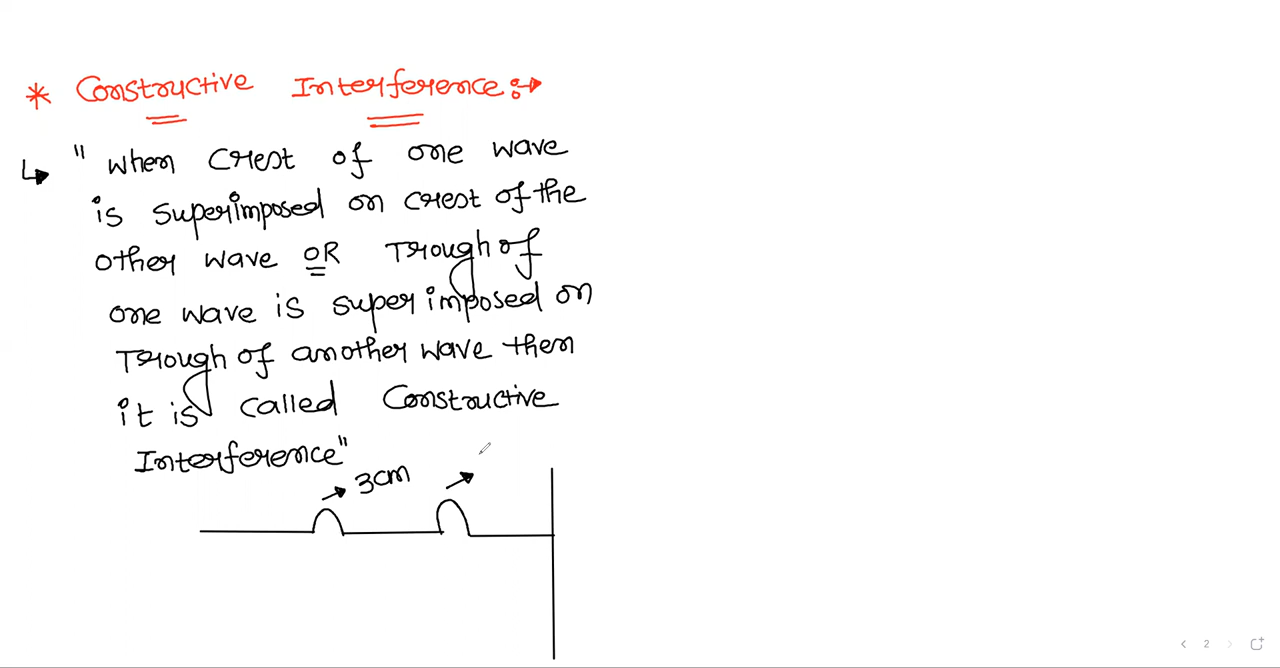 * Constructive Interference:→
↳ "when crest of one wave
is superimposed on crest of the
other wave OR Trough of
one wave is superimposed on
Trough of another wave then
it is called Constructive
Interference"
→ 3cm →
< 2 >